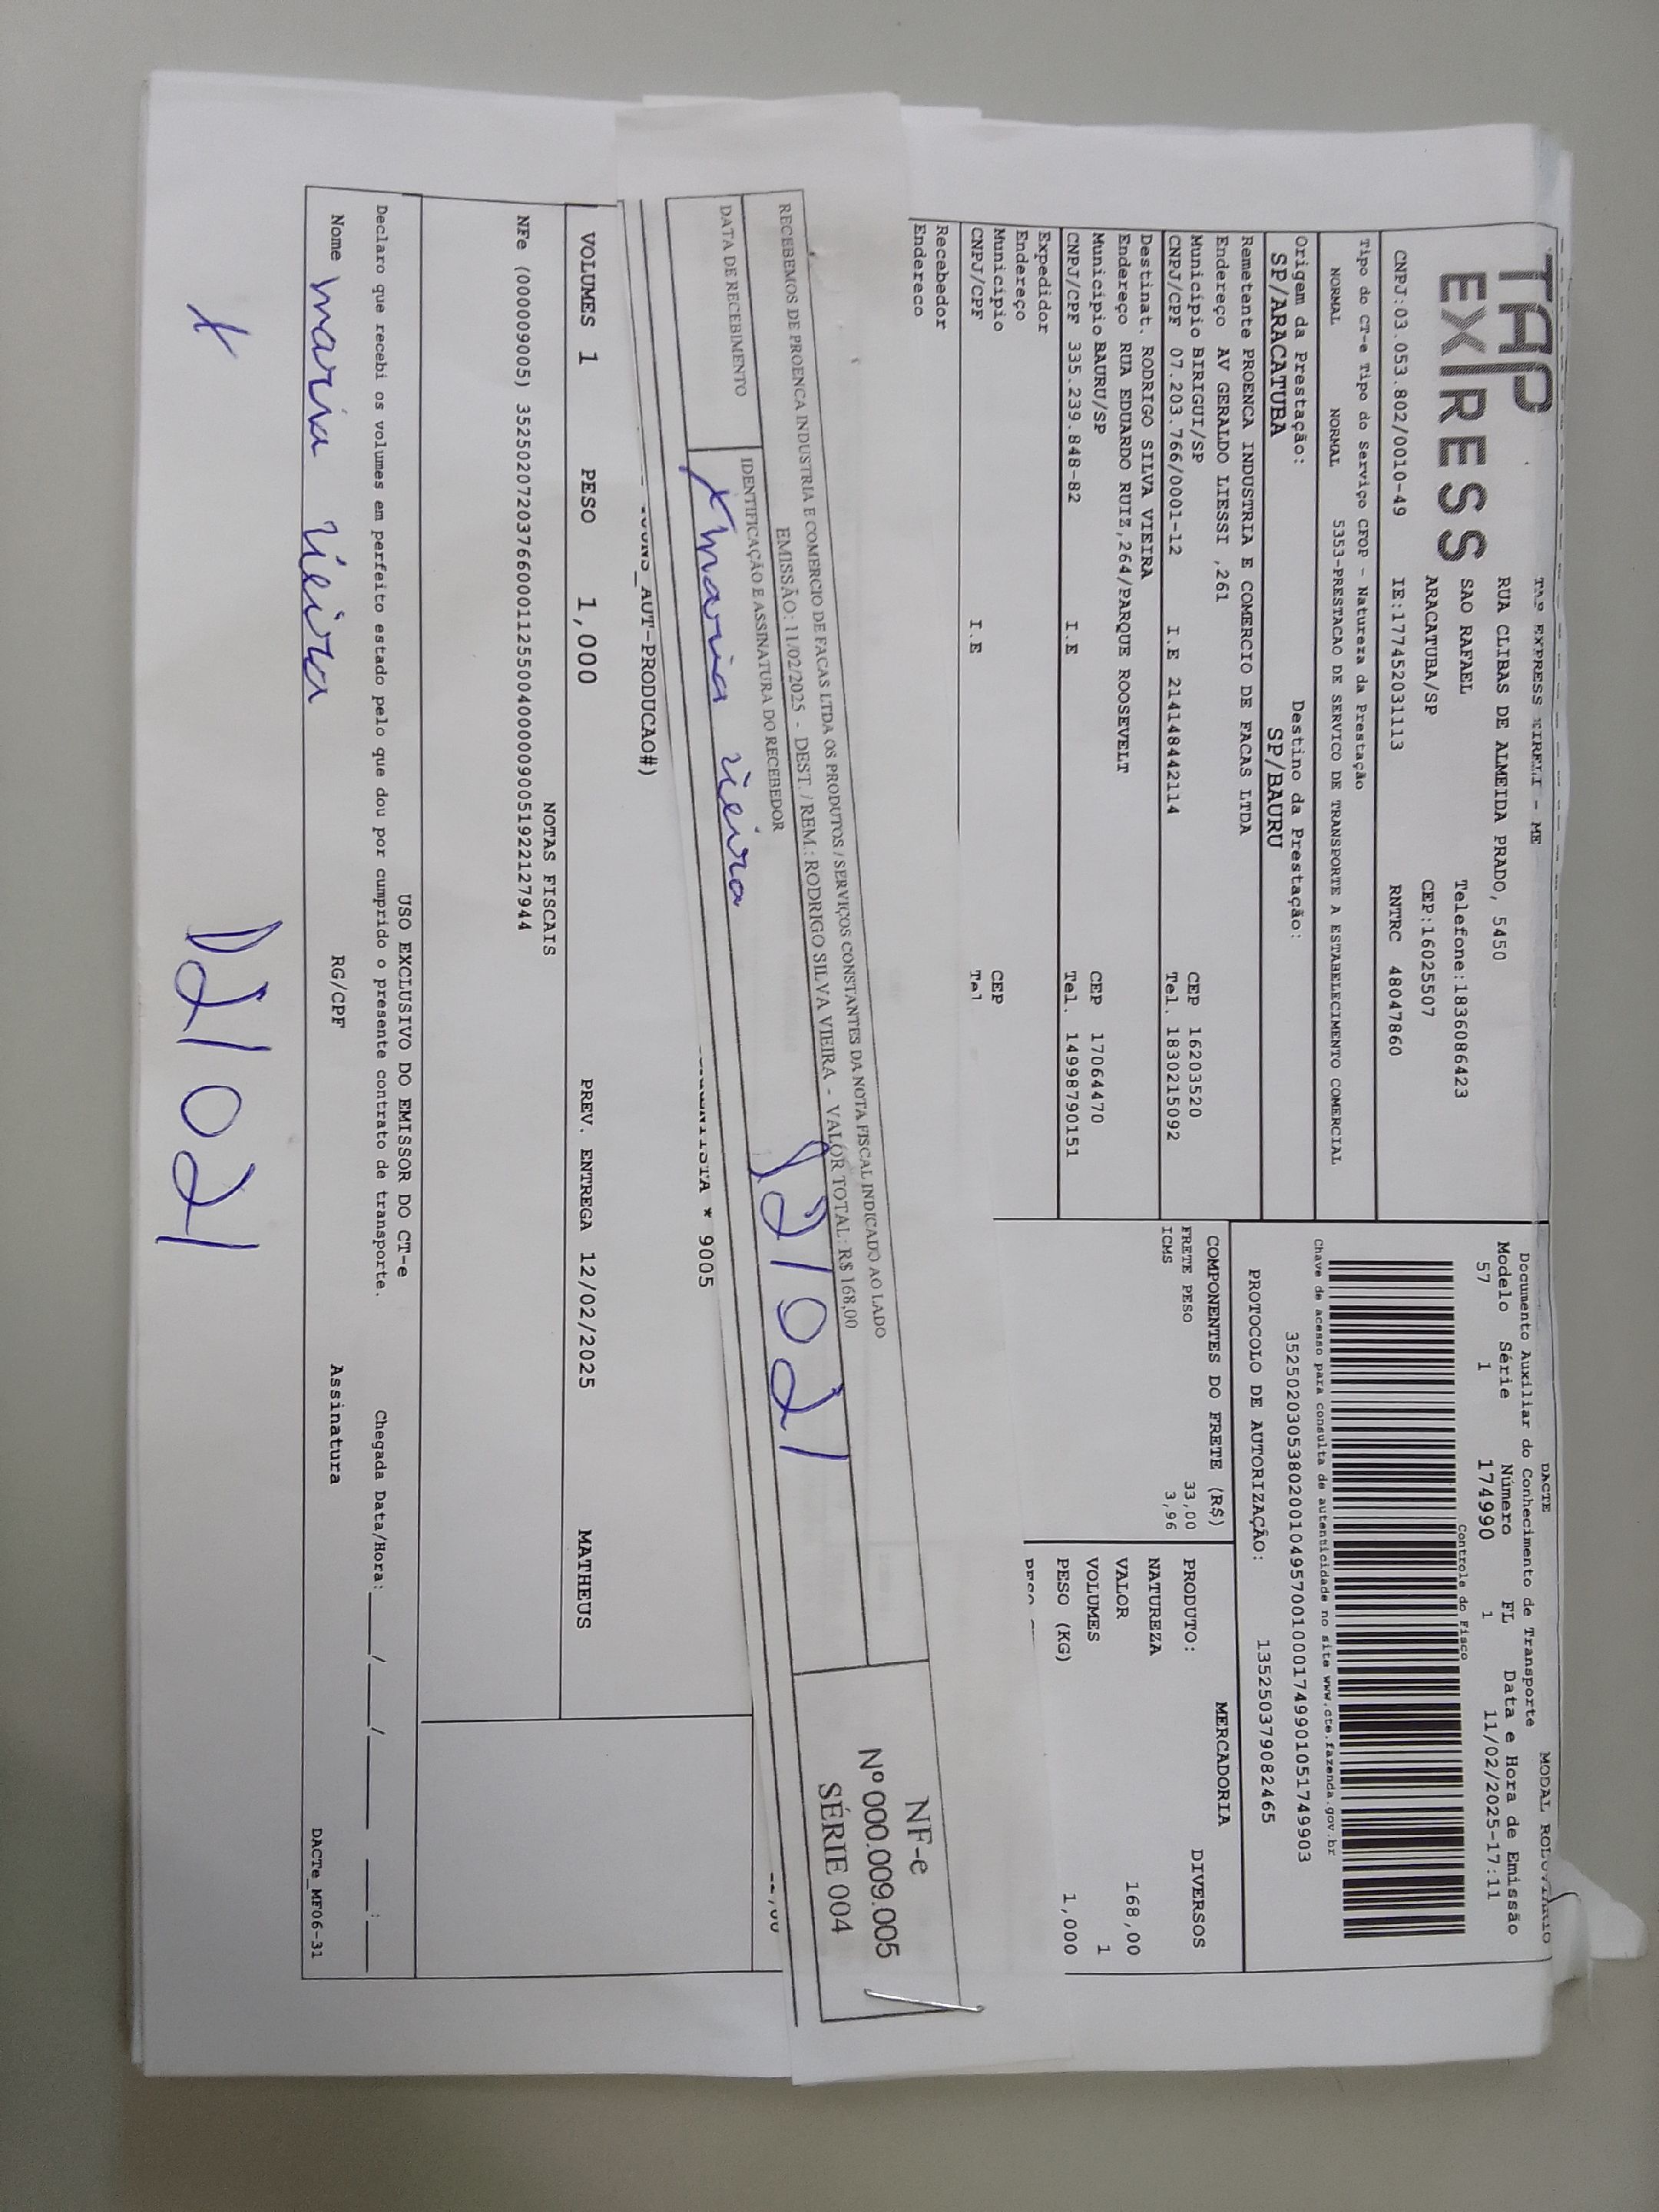 TAP EXPRESS
TAP EXPRESS EIRELI - ME
RUA CLIBAS DE ALMEIDA PRADO, 5450
SAO RAFAEL Telefone:1836086423
ARACATUBA/SP CEP:16025507
CNPJ:03.053.802/0010-49 IE:177452031113 RNTRC 48047860
Tipo do CT-e Tipo do Serviço CFOP - Natureza da Prestação
NORMAL NORMAL 5353-PRESTACAO DE SERVICO DE TRANSPORTE A ESTABELECIMENTO COMERCIAL
Origem da Prestação: Destino da Prestação:
SP/ARACATUBA SP/BAURU
Remetente PROENCA INDUSTRIA E COMERCIO DE FACAS LTDA
Endereço AV GERALDO LIESSI ,261
Município BIRIGUI/SP CEP 16203520
CNPJ/CPF 07.203.766/0001-12 I.E 214148442114 Tel. 1830215092
Destinat. RODRIGO SILVA VIEIRA
Endereço RUA EDUARDO RUIZ,264/PARQUE ROOSEVELT
Município BAURU/SP CEP 17064470
CNPJ/CPF 335.239.848-82 I.E Tel. 14998790151
Expedidor
Endereço
Município CEP
CNPJ/CPF I.E Tel
Recebedor
Endereco
DACTE MODAL RODOVIARIO
Documento Auxiliar do Conhecimento de Transporte
Modelo Série Número FL Data e Hora de Emissão
57 1 174990 1 11/02/2025-17:11
Controle do Fisco
Chave de acesso para consulta de autenticidade no site www.cte.fazenda.gov.br
35250203053802001049570010001749901051749903
PROTOCOLO DE AUTORIZAÇÃO: 135250379082465
COMPONENTES DO FRETE (R$)
FRETE PESO 33,00
ICMS 3,96
MERCADORIA
PRODUTO: DIVERSOS
NATUREZA
VALOR 168,00
VOLUMES 1
PESO (KG) 1,000
RECEBEMOS DE PROENCA INDUSTRIA E COMERCIO DE FACAS LTDA OS PRODUTOS / SERVIÇOS CONSTANTES DA NOTA FISCAL INDICADO AO LADO
EMISSÃO: 11/02/2025 - DEST. / REM.: RODRIGO SILVA VIEIRA - VALOR TOTAL: R$ 168,00
DATA DE RECEBIMENTO IDENTIFICAÇÃO E ASSINATURA DO RECEBEDOR
maria vieira
NF-e
Nº 000.009.005
SÉRIE 004
* 9005
AUT-PRODUCAO#)
VOLUMES 1 PESO 1,000 PREV. ENTREGA 12/02/2025 MATHEUS
NOTAS FISCAIS
NFe (000009005) 35250207203766000112550040000090051922127944
USO EXCLUSIVO DO EMISSOR DO CT-e
Declaro que recebi os volumes em perfeito estado pelo que dou por cumprido o presente contrato de transporte. Chegada Data/Hora:___/___/___ __:__
Nome maria vieira RG/CPF Assinatura
DACTe_MF06-31